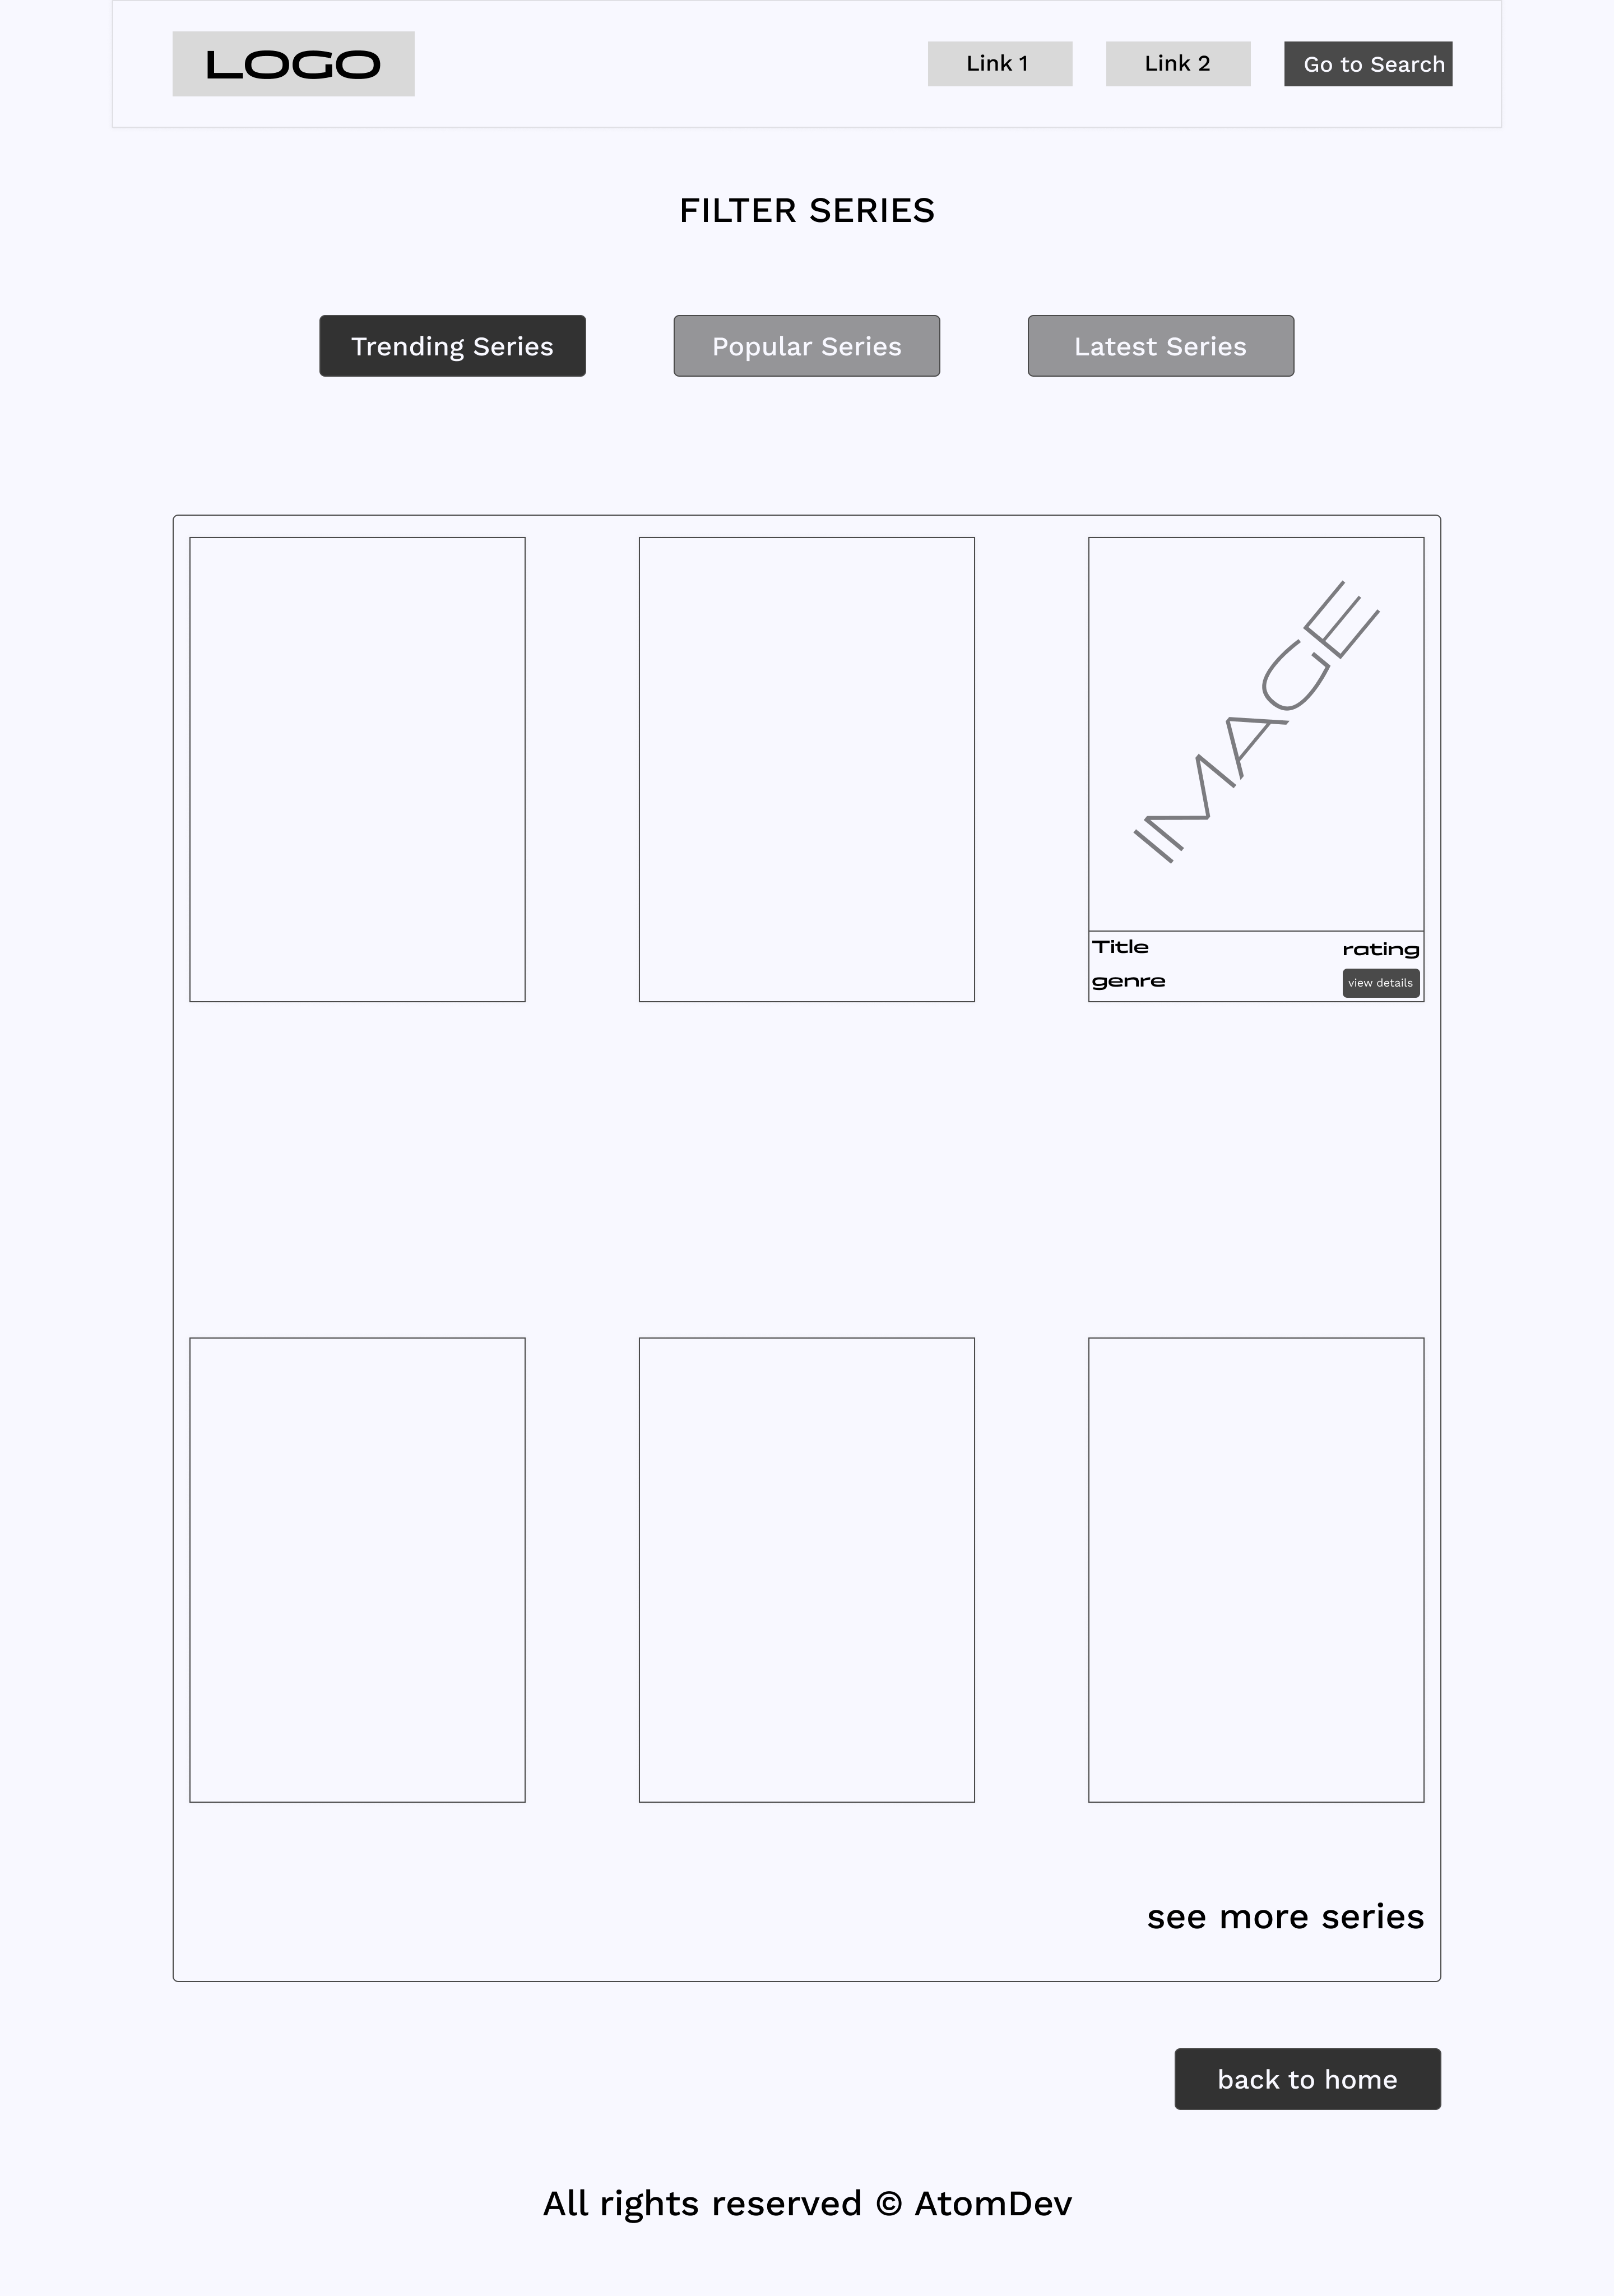 LOGO
Link 1
Link 2
Go to Search
FILTER SERIES
Trending Series
Popular Series
Latest Series
IMAGE
Title
rating
genre
view details
see more series
back to home
All rights reserved © AtomDev